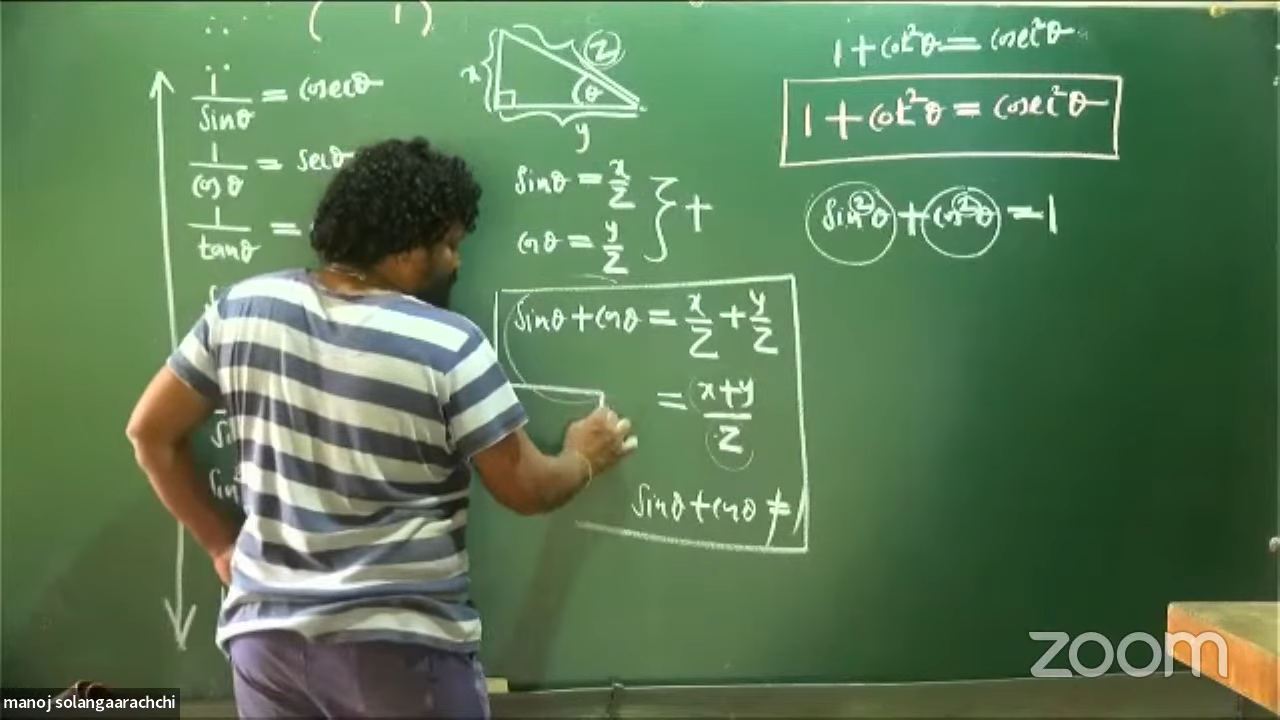 ∴ ( 1 )
1/sinθ = cosecθ
1/cosθ = secθ
1/tanθ =
x
z
θ
y
sinθ = x/z
cosθ = y/z } +
sinθ + cosθ = x/z + y/z
= x+y/z
sinθ + cosθ ≠ 1
1 + cot²θ = cosec²θ
1 + cot²θ = cosec²θ
sin²θ + cos²θ = 1
zoom
manoj solangaarachchi